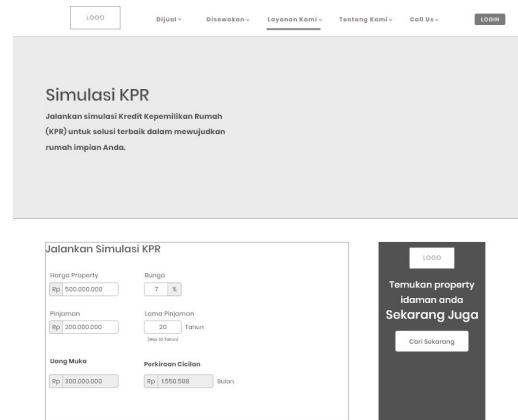 LOGO Dijual Disewakan Layanan Kami Tentang Kami Call Us LOGIN
Simulasi KPR
Jalankan simulasi Kredit Kepemilikan Rumah
(KPR) untuk solusi terbaik dalam mewujudkan
rumah impian Anda.
Jalankan Simulasi KPR
Harga Property Bunga
Rp 500.000.000 7 %
Pinjaman Lama Pinjaman
Rp 200.000.000 20 Tahun
(Max 30 Tahun)
Uang Muka Perkiraan Cicilan
Rp 300.000.000 Rp 1.550.598 Bulan
LOGO
Temukan property
idaman anda
Sekarang Juga
Cari Sekarang